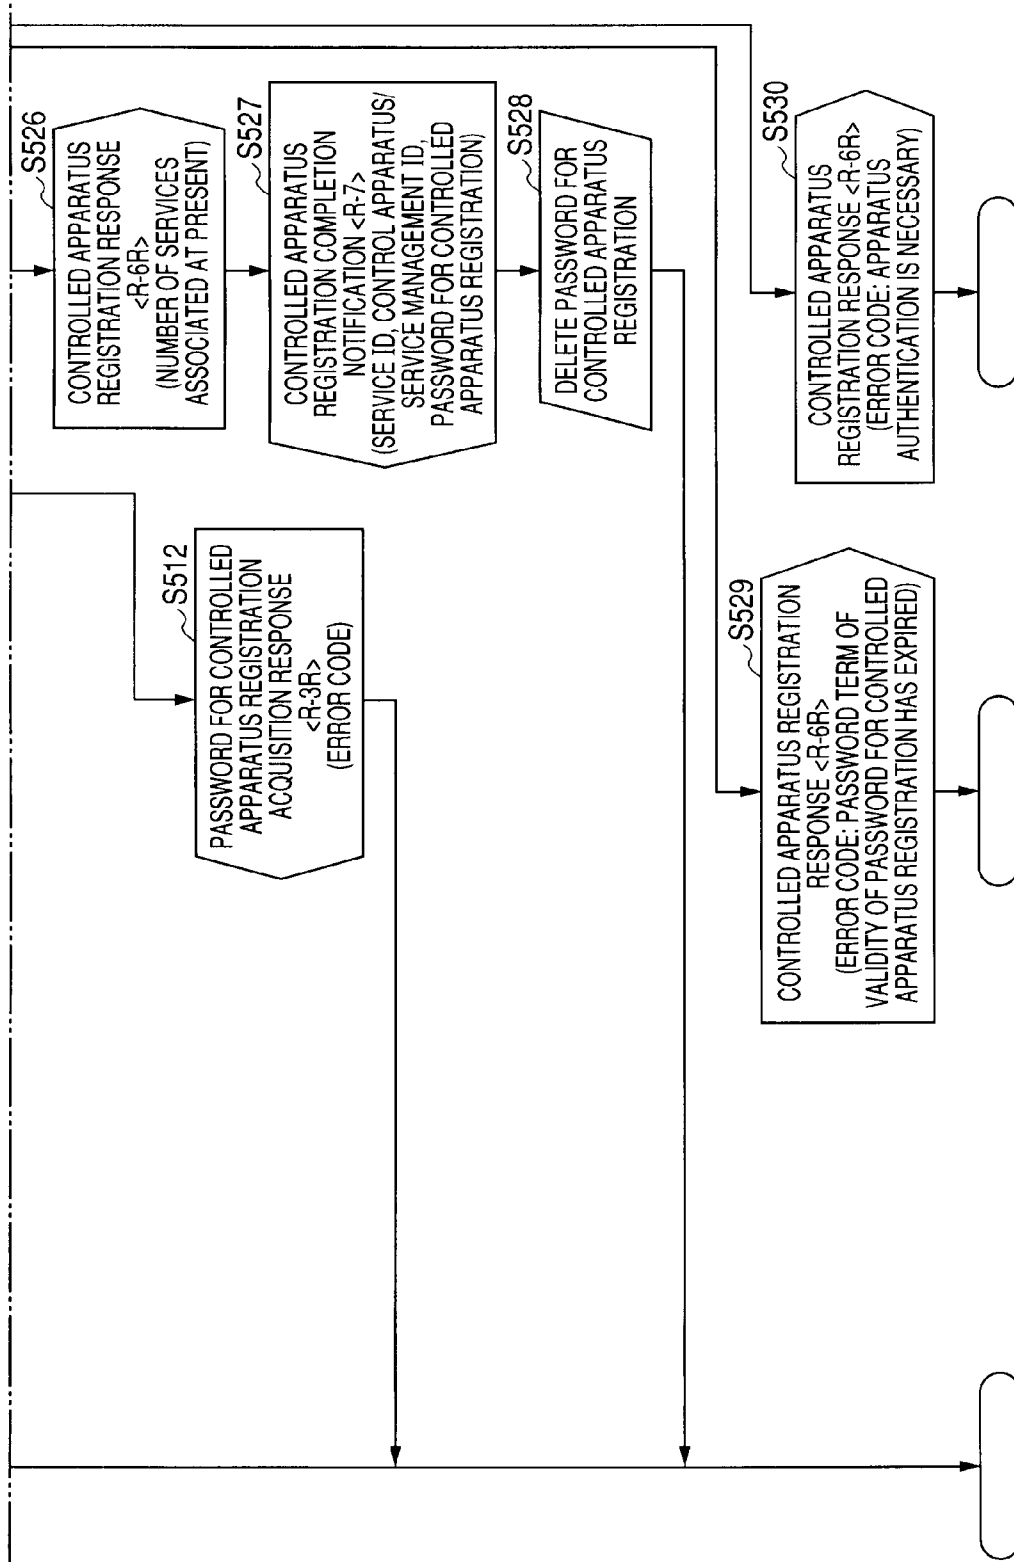 S526
CONTROLLED APPARATUS
REGISTRATION RESPONSE
<R-6R>
(NUMBER OF SERVICES
ASSOCIATED AT PRESENT)
S527
CONTROLLED APPARATUS
REGISTRATION COMPLETION
NOTIFICATION <R-7>
(SERVICE ID, CONTROL APPARATUS/
SERVICE MANAGEMENT ID,
PASSWORD FOR CONTROLLED
APPARATUS REGISTRATION)
S528
DELETE PASSWORD FOR
CONTROLLED APPARATUS
REGISTRATION
S512
PASSWORD FOR CONTROLLED
APPARATUS REGISTRATION
ACQUISITION RESPONSE
<R-3R>
(ERROR CODE)
S529
CONTROLLED APPARATUS REGISTRATION
RESPONSE <R-6R>
(ERROR CODE: PASSWORD TERM OF
VALIDITY OF PASSWORD FOR CONTROLLED
APPARATUS REGISTRATION HAS EXPIRED)
S530
CONTROLLED APPARATUS
REGISTRATION RESPONSE <R-6R>
(ERROR CODE: APPARATUS
AUTHENTICATION IS NECESSARY)